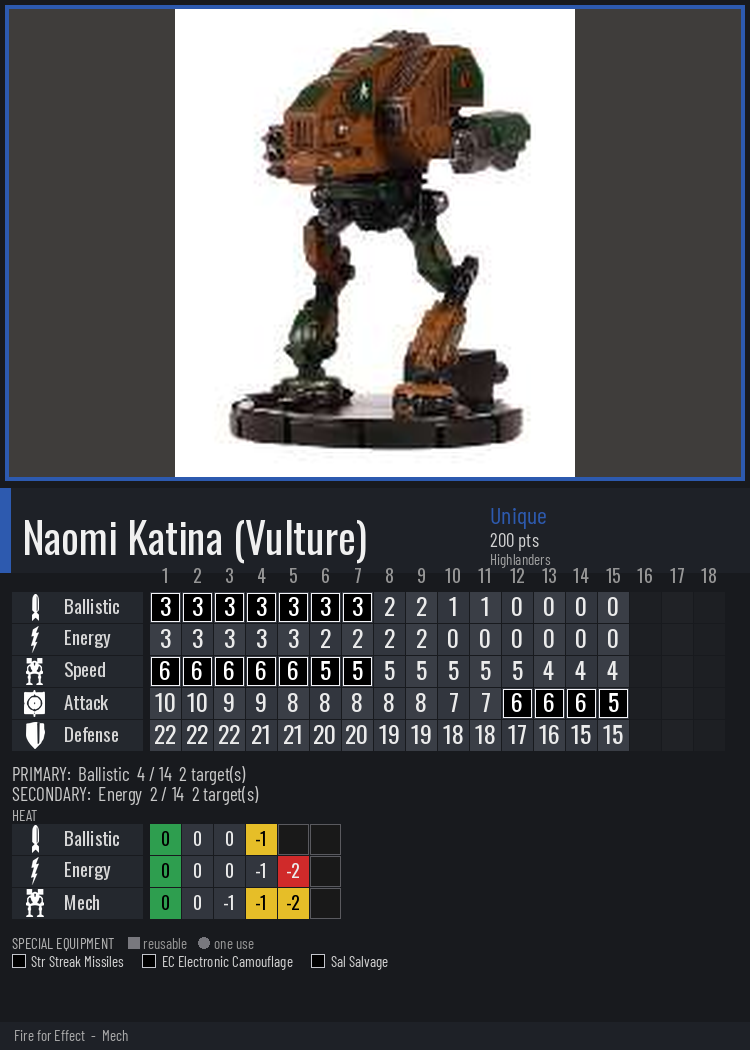 Naomi Katina (Vulture)
Unique
200 pts
Highlanders
1 2 3 4 5 6 7 8 9 10 11 12 13 14 15 16 17 18
Ballistic 3 3 3 3 3 3 3 2 2 1 1 0 0 0 0
Energy 3 3 3 3 3 2 2 2 2 0 0 0 0 0 0
Speed 6 6 6 6 6 5 5 5 5 5 5 5 4 4 4
Attack 10 10 9 9 8 8 8 8 8 7 7 6 6 6 5
Defense 22 22 22 21 21 20 20 19 19 18 18 17 16 15 15
PRIMARY: Ballistic 4 / 14 2 target(s)
SECONDARY: Energy 2 / 14 2 target(s)
HEAT
Ballistic 0 0 0 -1
Energy 0 0 0 -1 -2
Mech 0 0 -1 -1 -2
SPECIAL EQUIPMENT reusable one use
Str Streak Missiles EC Electronic Camouflage Sal Salvage
Fire for Effect - Mech